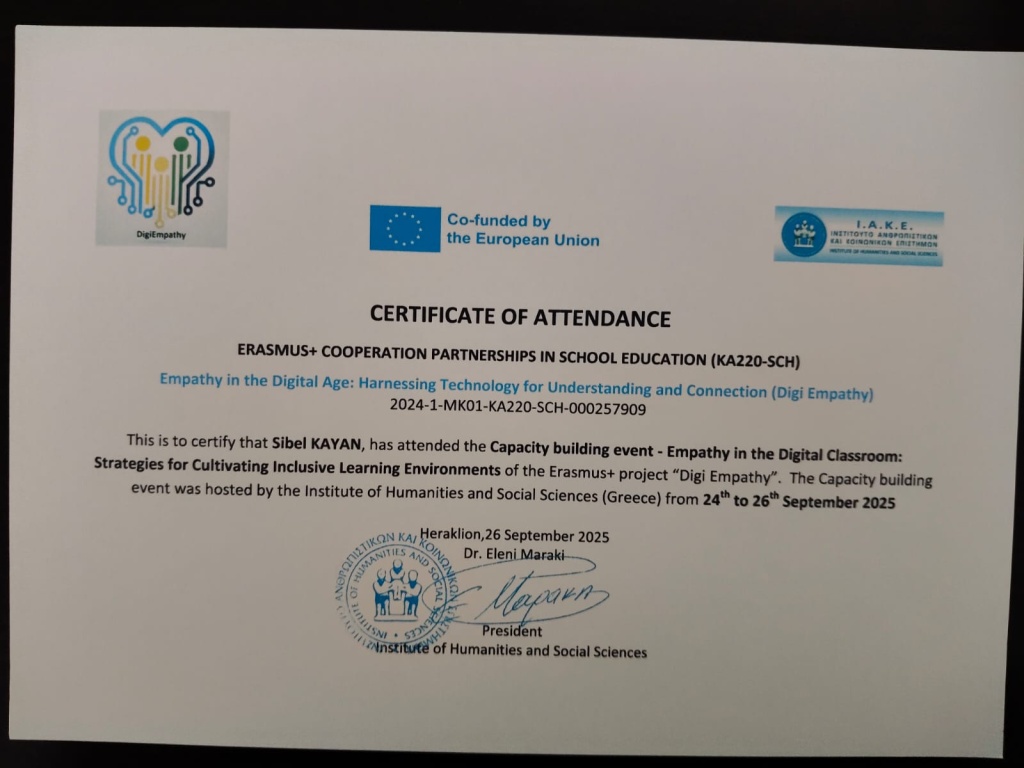 DigiEmpathy
Co-funded by
the European Union
Ι.Α.Κ.Ε.
ΙΝΣΤΙΤΟΥΤΟ ΑΝΘΡΩΠΙΣΤΙΚΩΝ
ΚΑΙ ΚΟΙΝΩΝΙΚΩΝ ΕΠΙΣΤΗΜΩΝ
INSTITUTE OF HUMANITIES AND SOCIAL SCIENCES
CERTIFICATE OF ATTENDANCE
ERASMUS+ COOPERATION PARTNERSHIPS IN SCHOOL EDUCATION (KA220-SCH)
Empathy in the Digital Age: Harnessing Technology for Understanding and Connection (Digi Empathy)
2024-1-MK01-KA220-SCH-000257909
This is to certify that Sibel KAYAN, has attended the Capacity building event - Empathy in the Digital Classroom:
Strategies for Cultivating Inclusive Learning Environments of the Erasmus+ project “Digi Empathy”. The Capacity building
event was hosted by the Institute of Humanities and Social Sciences (Greece) from 24th to 26th September 2025
Heraklion,26 September 2025
Dr. Eleni Maraki
Μαρακη
President
Institute of Humanities and Social Sciences
ΑΝΘΡΩΠΙΣΤΙΚΩΝ ΚΑΙ ΚΟΙΝΩΝΙΚΩΝ
INSTITUTE OF HUMANITIES AND SOCIAL SCIENCES